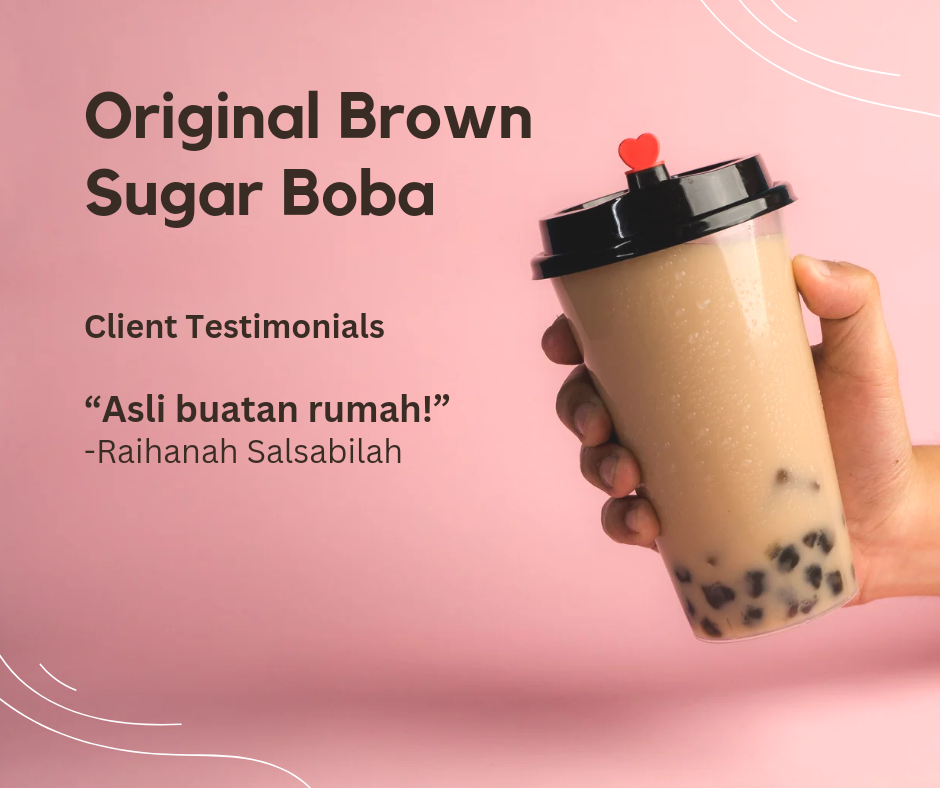 Original Brown
Sugar Boba
Client Testimonials
“Asli buatan rumah!”
-Raihanah Salsabilah